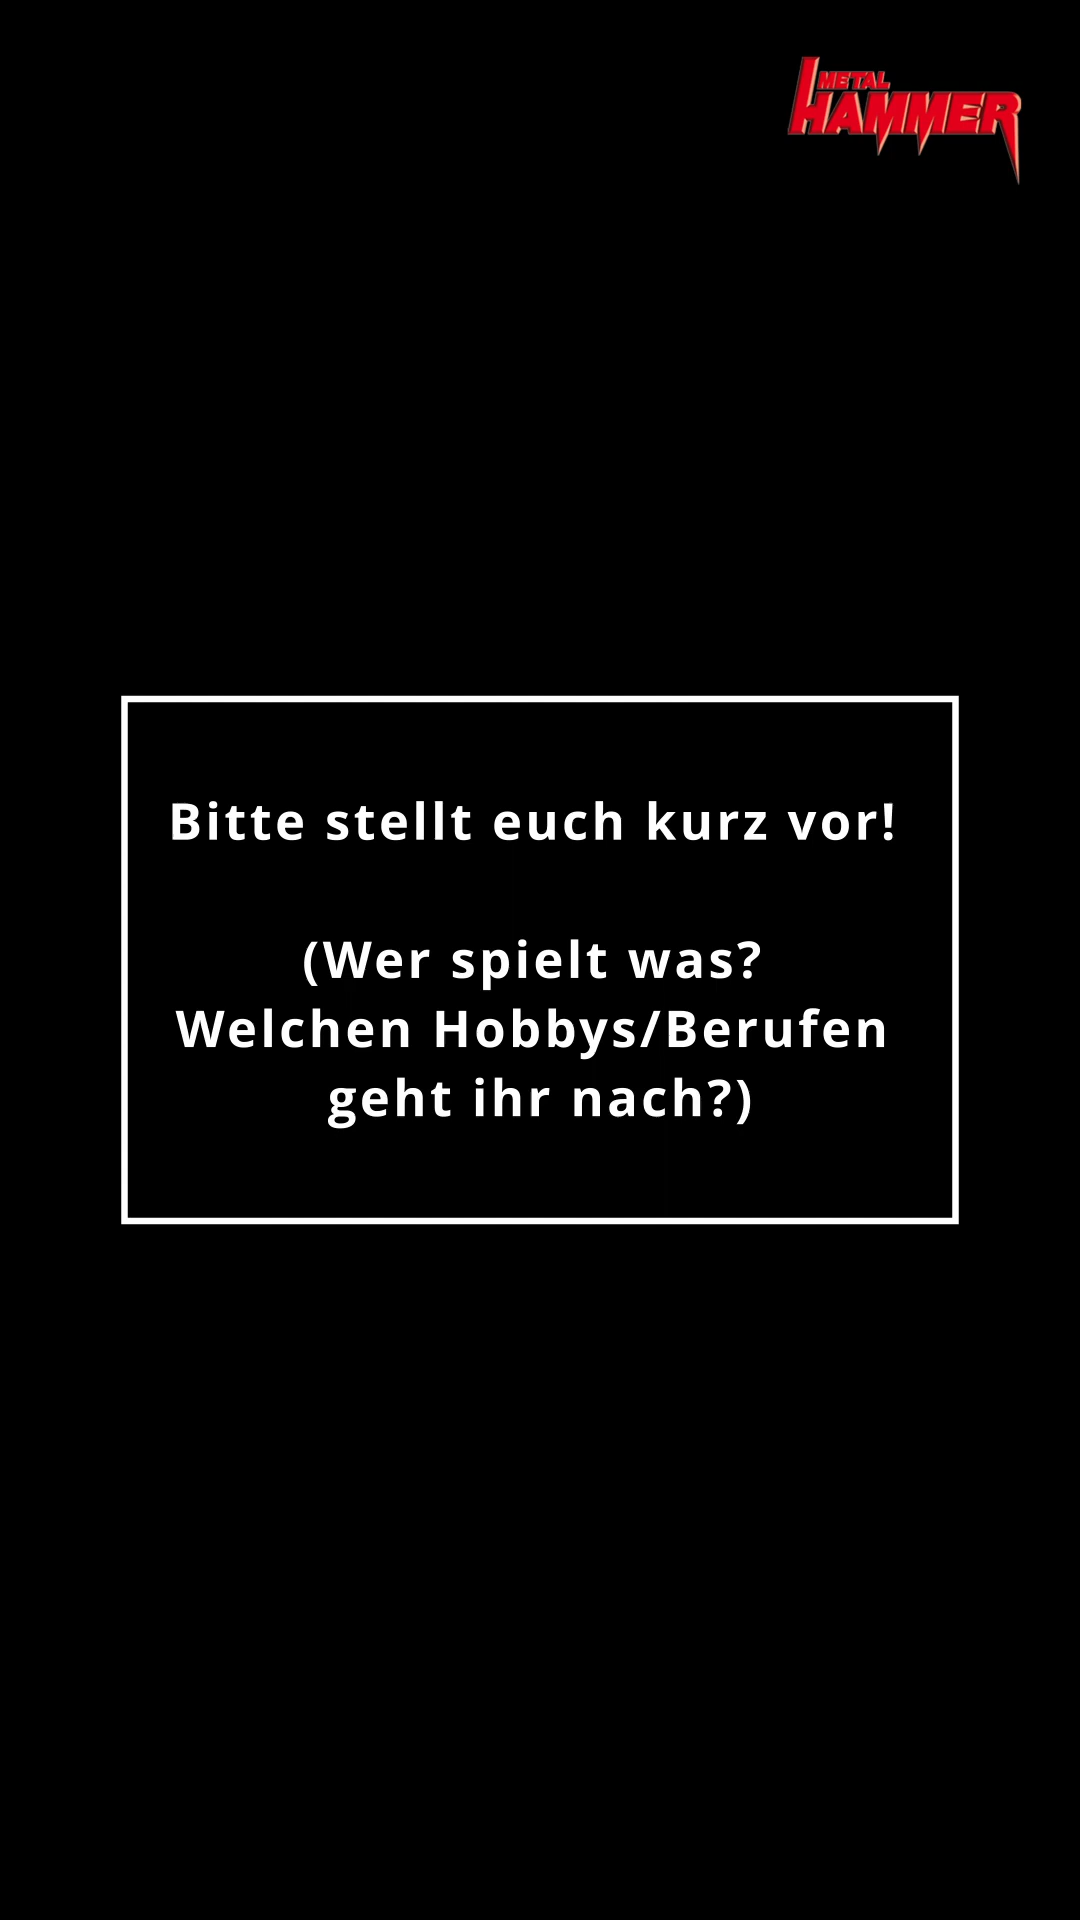 METAL
HAMMER
Bitte stellt euch kurz vor!
(Wer spielt was?
Welchen Hobbys/Berufen
geht ihr nach?)